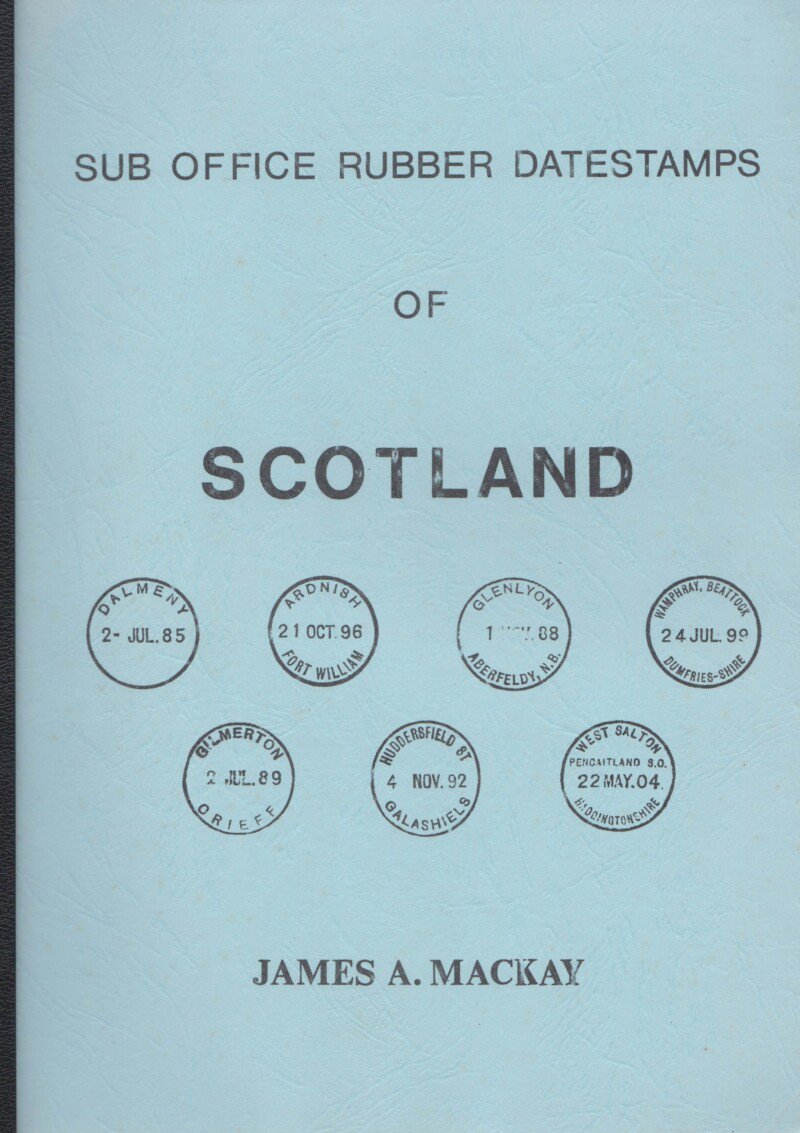 SUB OFFICE RUBBER DATESTAMPS
OF
SCOTLAND
DALMENY
2- JUL.85
ARDNISH
21 OCT.96
FORT WILLIAM
GLENLYON
1 88
ABERFELDY, N.B.
WAMPHRAY, BEATTOCK
24 JUL.99
DUMFRIES-SHIRE
GILMERTON
2 JUL.89
CRIEFF
HUDDERSFIELD ST
4 NOV.92
GALASHIELS
WEST SALTON
PENCAITLAND S.O.
22 MAY.04.
HADDINGTONSHIRE
JAMES A. MACKAY